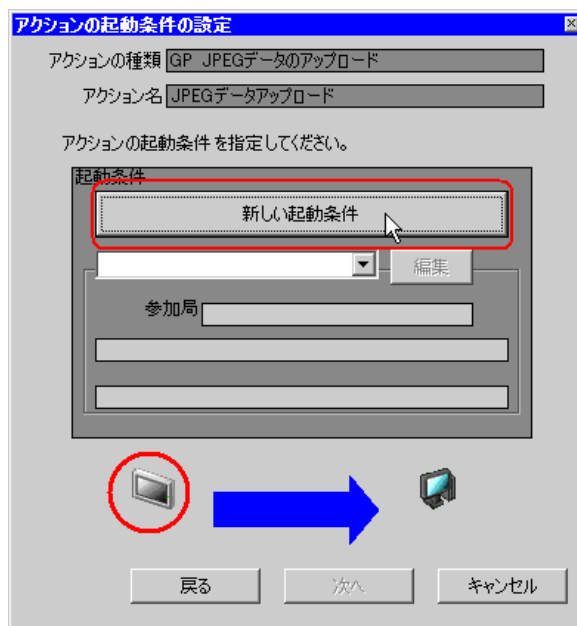 アクションの起動条件の設定
アクションの種類 GP JPEGデータのアップロード
アクション名 JPEGデータアップロード
アクションの起動条件を指定してください。
起動条件
新しい起動条件
編集
参加局
戻る 次へ キャンセル